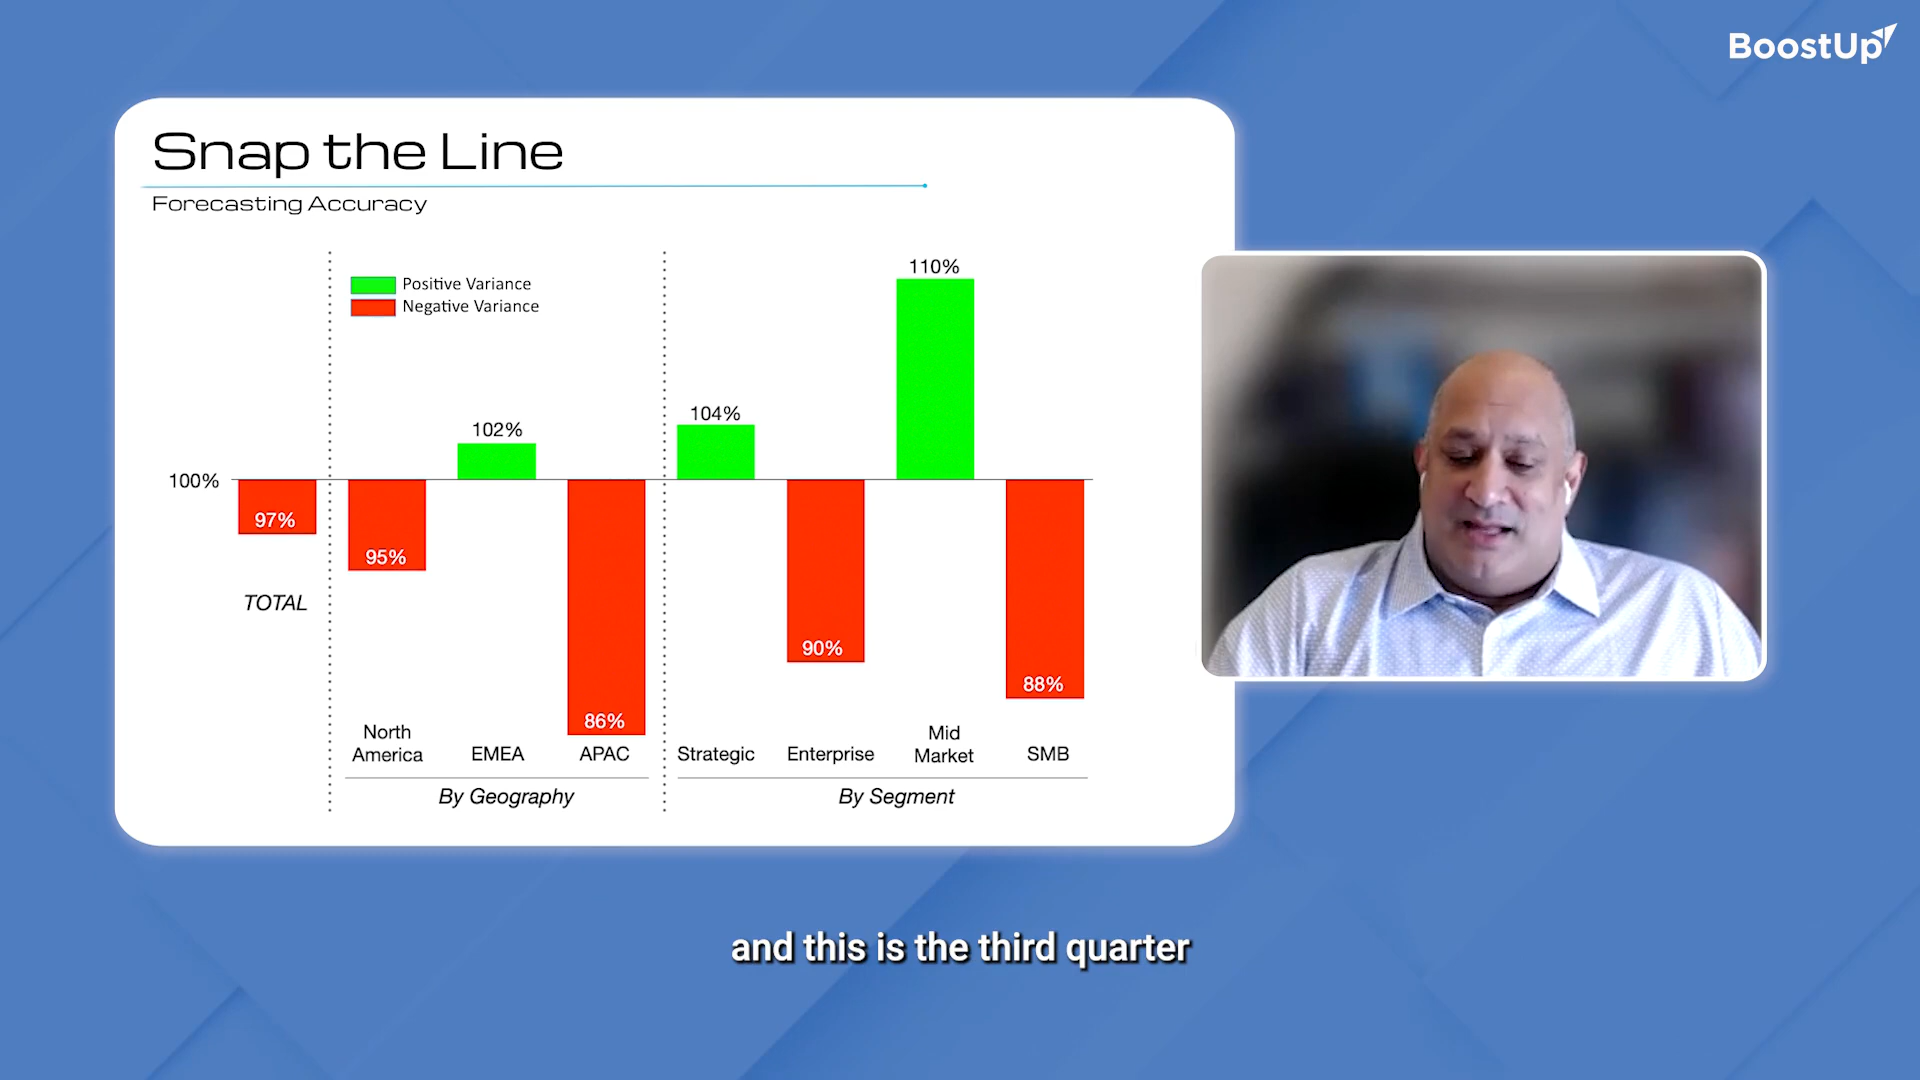 BoostUp
Snap the Line
Forecasting Accuracy
Positive Variance
Negative Variance
110%
104%
102%
100%
97%
95%
90%
88%
86%
TOTAL
North
America
EMEA
APAC
Strategic
Enterprise
Mid
Market
SMB
By Geography
By Segment
and this is the third quarter